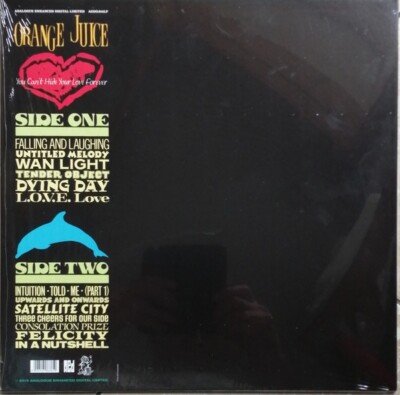 ORANGE JUICE
You Can't Hide Your Love Forever
SIDE ONE
FALLING AND LAUGHING
UNTITLED MELODY
WAN LIGHT
TENDER OBJECT
DYING DAY
L.O.V.E. Love
SIDE TWO
INTUITION • TOLD • ME • (PART 1)
UPWARDS AND ONWARDS
SATELLITE CITY
THREE CHEERS FOR OUR SIDE
CONSOLATION PRIZE
FELICITY
IN A NUTSHELL